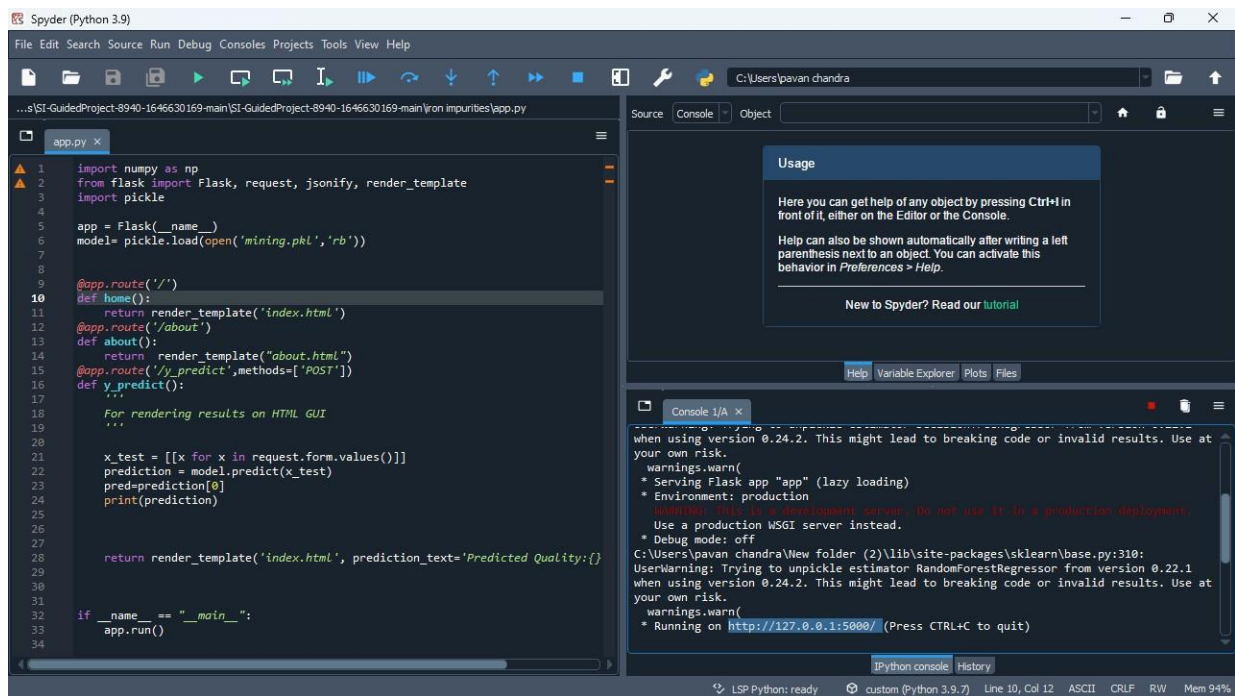 Spyder (Python 3.9)
File Edit Search Source Run Debug Consoles Projects Tools View Help
C:\Users\pavan chandra
...s\SI-GuidedProject-8940-1646630169-main\SI-GuidedProject-8940-1646630169-main\iron impurities\app.py
app.py
1 import numpy as np
2 from flask import Flask, request, jsonify, render_template
3 import pickle
4
5 app = Flask(__name__)
6 model= pickle.load(open('mining.pkl','rb'))
7
8
9 @app.route('/')
10 def home():
11     return render_template('index.html')
12 @app.route('/about')
13 def about():
14     return  render_template("about.html")
15 @app.route('/y_predict',methods=['POST'])
16 def y_predict():
17     '''
18     For rendering results on HTML GUI
19     '''
20
21     x_test = [[x for x in request.form.values()]]
22     prediction = model.predict(x_test)
23     pred=prediction[0]
24     print(prediction)
25
26
27
28     return render_template('index.html', prediction_text='Predicted Quality:{}
29
30
31
32 if __name__ == "__main__":
33     app.run()
34
Source Console Object
Usage
Here you can get help of any object by pressing Ctrl+I in
front of it, either on the Editor or the Console.
Help can also be shown automatically after writing a left
parenthesis next to an object. You can activate this
behavior in Preferences > Help.
New to Spyder? Read our tutorial
Help Variable Explorer Plots Files
Console 1/A
when using version 0.24.2. This might lead to breaking code or invalid results. Use at
your own risk.
  warnings.warn(
 * Serving Flask app "app" (lazy loading)
 * Environment: production
   WARNING: This is a development server. Do not use it in a production deployment.
   Use a production WSGI server instead.
 * Debug mode: off
C:\Users\pavan chandra\New folder (2)\lib\site-packages\sklearn\base.py:310:
UserWarning: Trying to unpickle estimator RandomForestRegressor from version 0.22.1
when using version 0.24.2. This might lead to breaking code or invalid results. Use at
your own risk.
  warnings.warn(
 * Running on http://127.0.0.1:5000/ (Press CTRL+C to quit)
IPython console History
LSP Python: ready custom (Python 3.9.7) Line 10, Col 12 ASCII CRLF RW Mem 94%